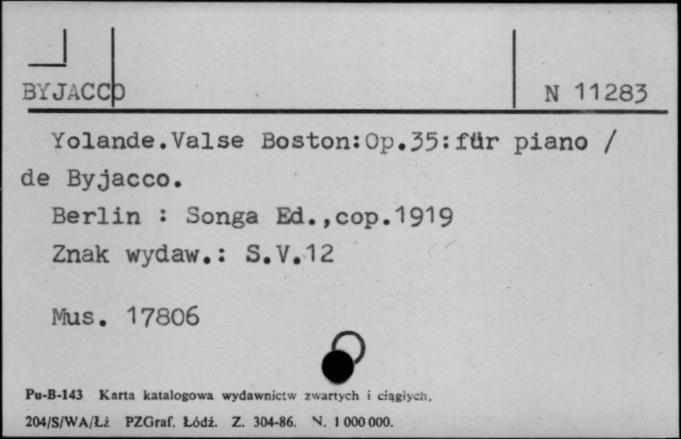 BYJACCO N 11283
Yolande.Valse Boston:Op.35:für piano /
de Byjacco.
Berlin : Songa Ed.,cop.1919
Znak wydaw.: S.V.12
Mus. 17806
Pu-B-143 Karta katalogowa wydawnictw zwartych i ciągłych.
204/S/WA/Łż PZGraf. Łódź. Z. 304-86. N. 1 000 000.